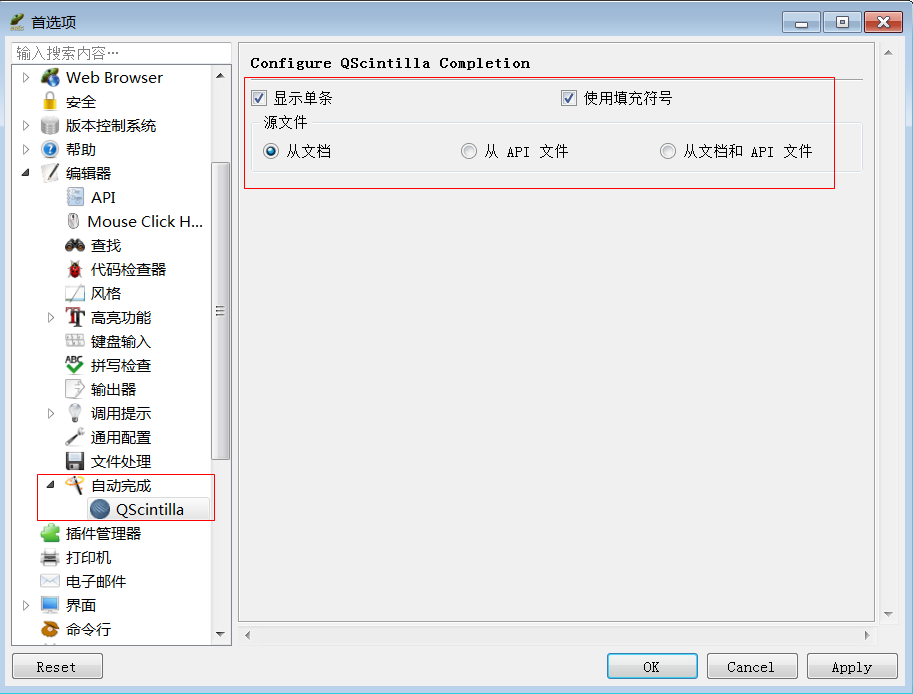 首选项
输入搜索内容…
Web Browser
安全
版本控制系统
帮助
编辑器
API
Mouse Click H...
查找
代码检查器
风格
高亮功能
键盘输入
ABC
拼写检查
输出器
调用提示
通用配置
文件处理
自动完成
QScintilla
插件管理器
打印机
电子邮件
界面
命令行
Configure QScintilla Completion
显示单条
使用填充符号
源文件
从文档
从 API 文件
从文档和 API 文件
Reset
OK
Cancel
Apply